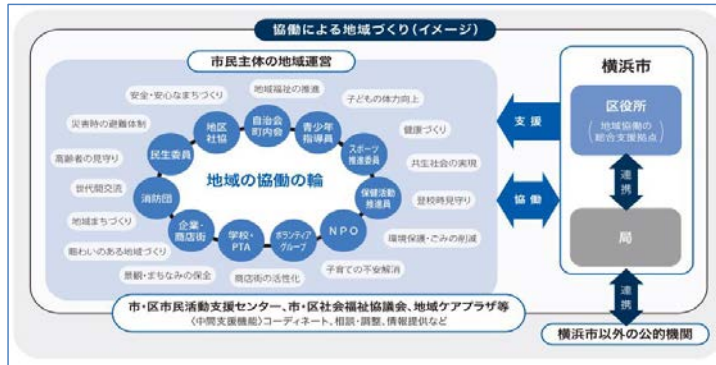 協働による地域づくり(イメージ)
市民主体の地域運営
安全・安心なまちづくり
地域福祉の推進
子どもの体力向上
災害時の避難体制
健康づくり
高齢者の見守り
共生社会の実現
世代間交流
登校時見守り
地域まちづくり
環境保護・ごみの削減
賑わいのある地域づくり
子育ての不安解消
景観・まちなみの保全
商店街の活性化
地区
社協
自治会
町内会
青少年
指導員
民生委員
スポーツ
推進委員
消防団
地域の協働の輪
保健活動
推進員
企業・
商店街
学校・
PTA
ボランティア
グループ
NPO
市・区市民活動支援センター、市・区社会福祉協議会、地域ケアプラザ等
〈中間支援機能〉コーディネート、相談・調整、情報提供など
支援
協働
横浜市
区役所
(地域協働の
総合支援拠点)
連携
局
連携
横浜市以外の公的機関